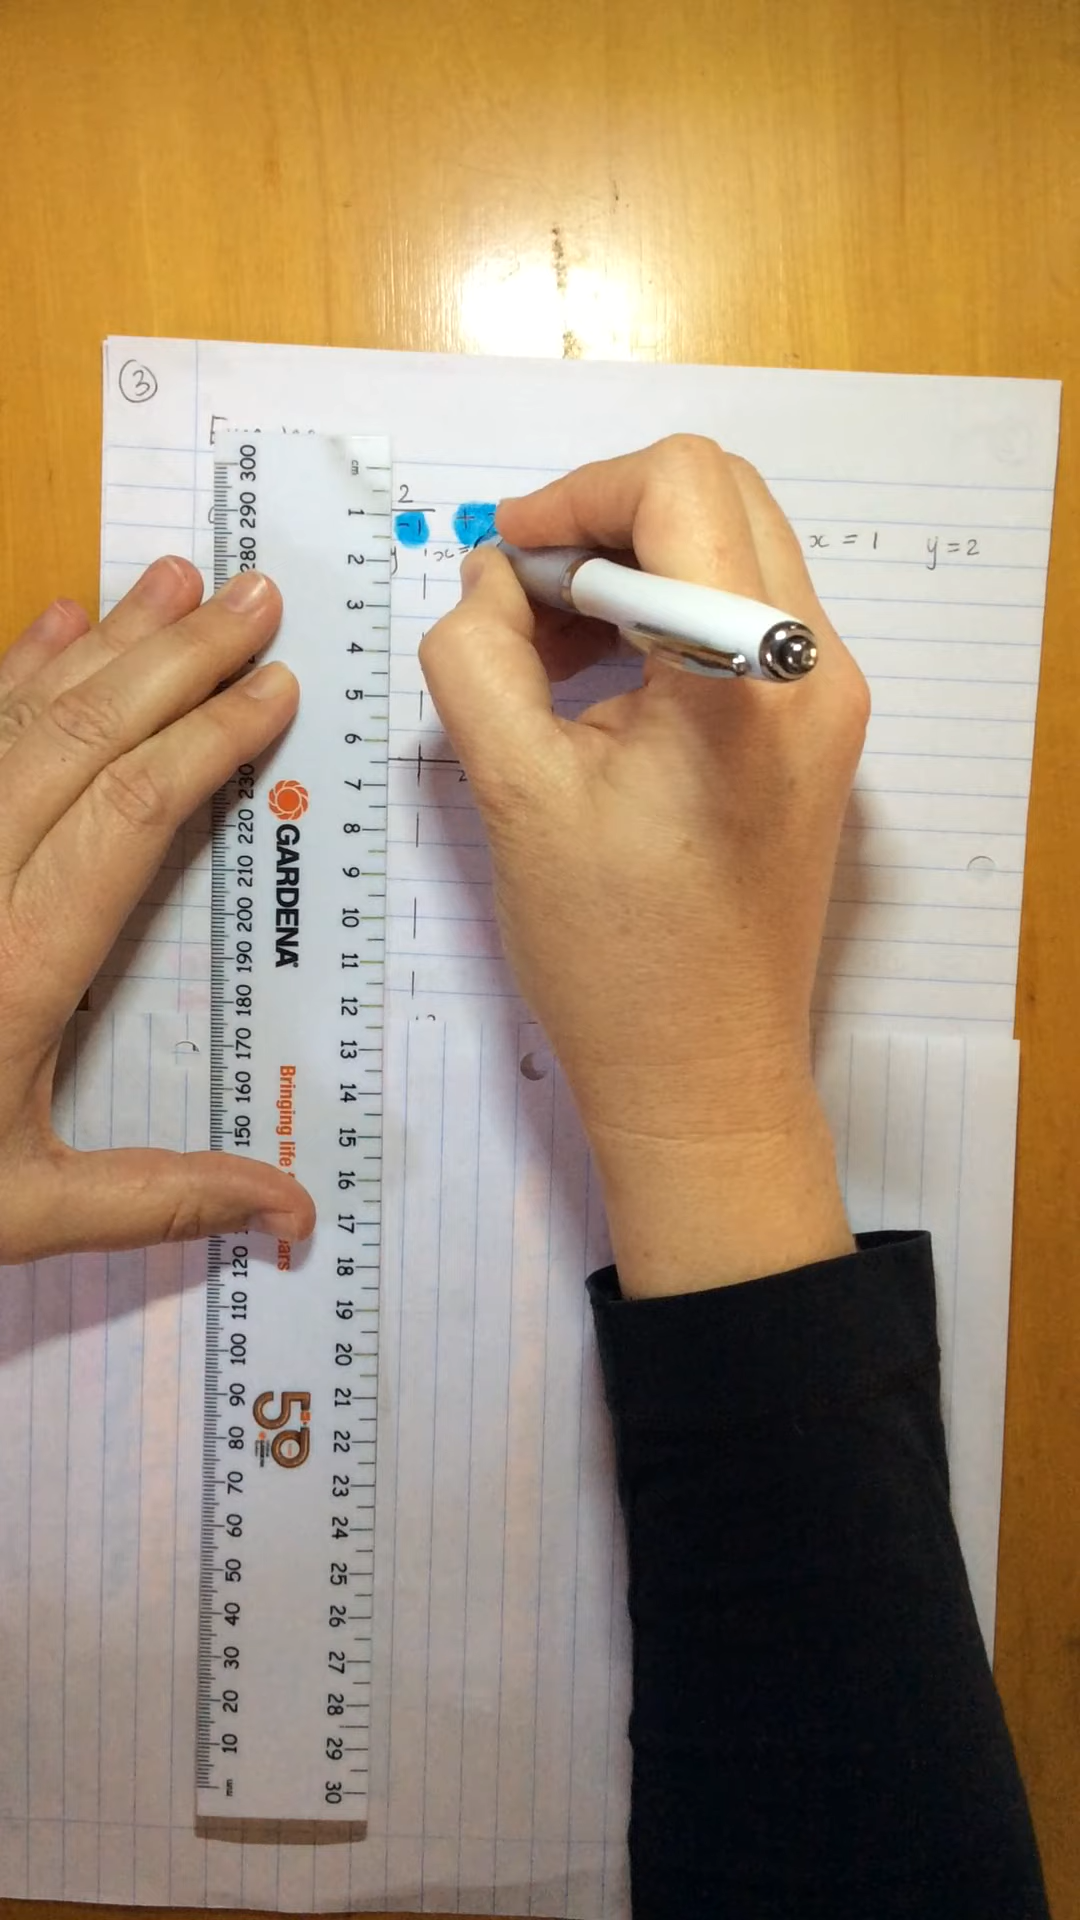 ③
2
-1 +
x = 1 y = 2
y x =
2
cm 1 2 3 4 5 6 7 8 9 10 11 12 13 14 15 16 17 18 19 20 21 22 23 24 25 26 27 28 29 30
GARDENA
Bringing life
50
300 290 280 230 220 210 200 190 180 170 160 150 120 110 100 90 80 70 60 50 40 30 20 10 mm